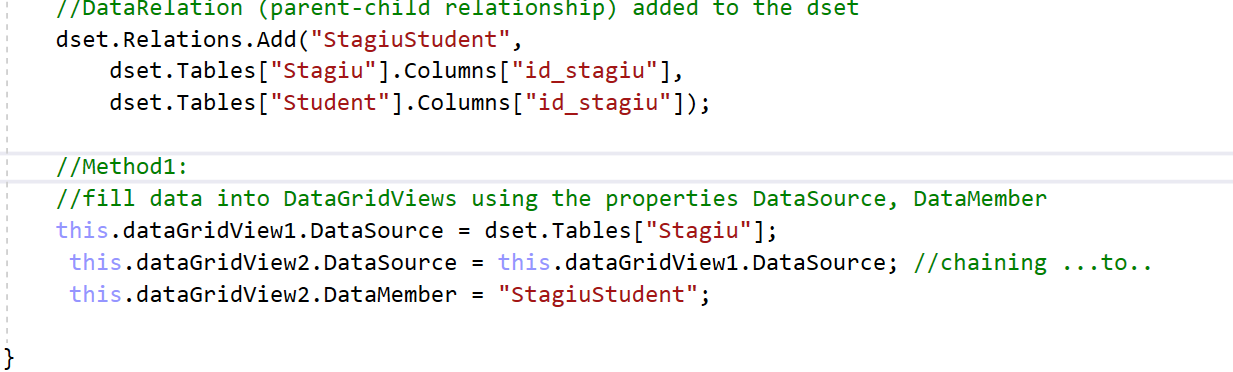 //DataRelation (parent-child relationship) added to the dset
dset.Relations.Add("StagiuStudent",
dset.Tables["Stagiu"].Columns["id_stagiu"],
dset.Tables["Student"].Columns["id_stagiu"]);
//Method1:
//fill data into DataGridViews using the properties DataSource, DataMember
this.dataGridView1.DataSource = dset.Tables["Stagiu"];
this.dataGridView2.DataSource = this.dataGridView1.DataSource; //chaining ...to..
this.dataGridView2.DataMember = "StagiuStudent";
}